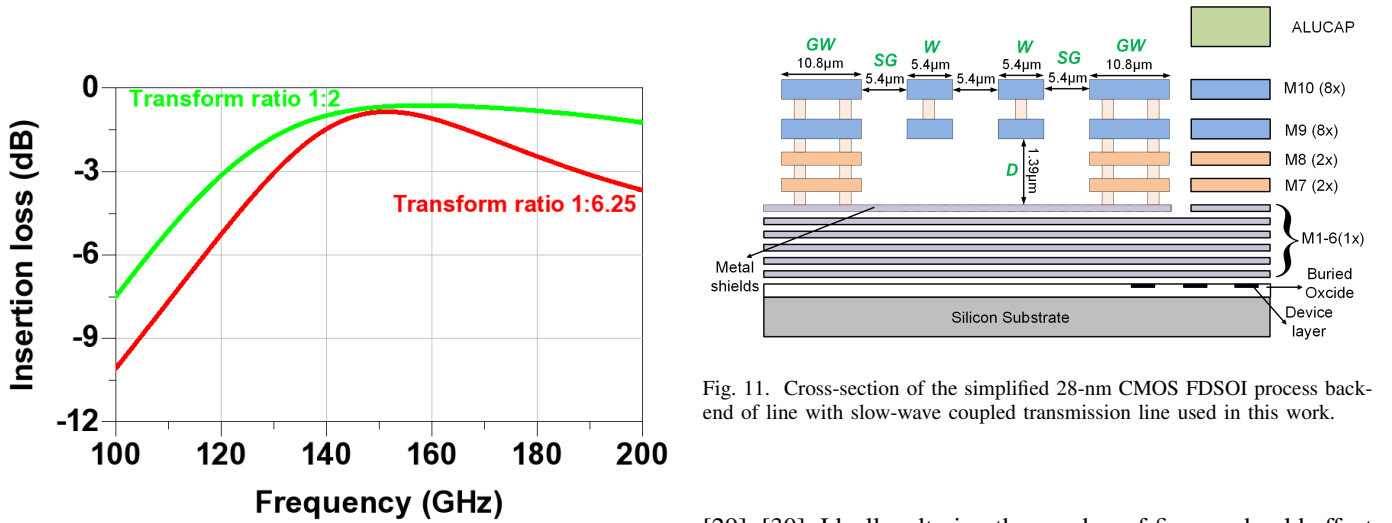 Insertion loss (dB)
0
-3
-6
-9
-12
Transform ratio 1:2
Transform ratio 1:6.25
100 120 140 160 180 200
Frequency (GHz)
GW
10.8μm
SG
5.4μm
W
5.4μm
5.4μm
W
5.4μm
SG
5.4μm
GW
10.8μm
D
1.39μm
ALUCAP
M10 (8x)
M9 (8x)
M8 (2x)
M7 (2x)
M1-6(1x)
Metal
shields
Buried
Oxcide
Device
layer
Silicon Substrate
Fig. 11. Cross-section of the simplified 28-nm CMOS FDSOI process back-
end of line with slow-wave coupled transmission line used in this work.